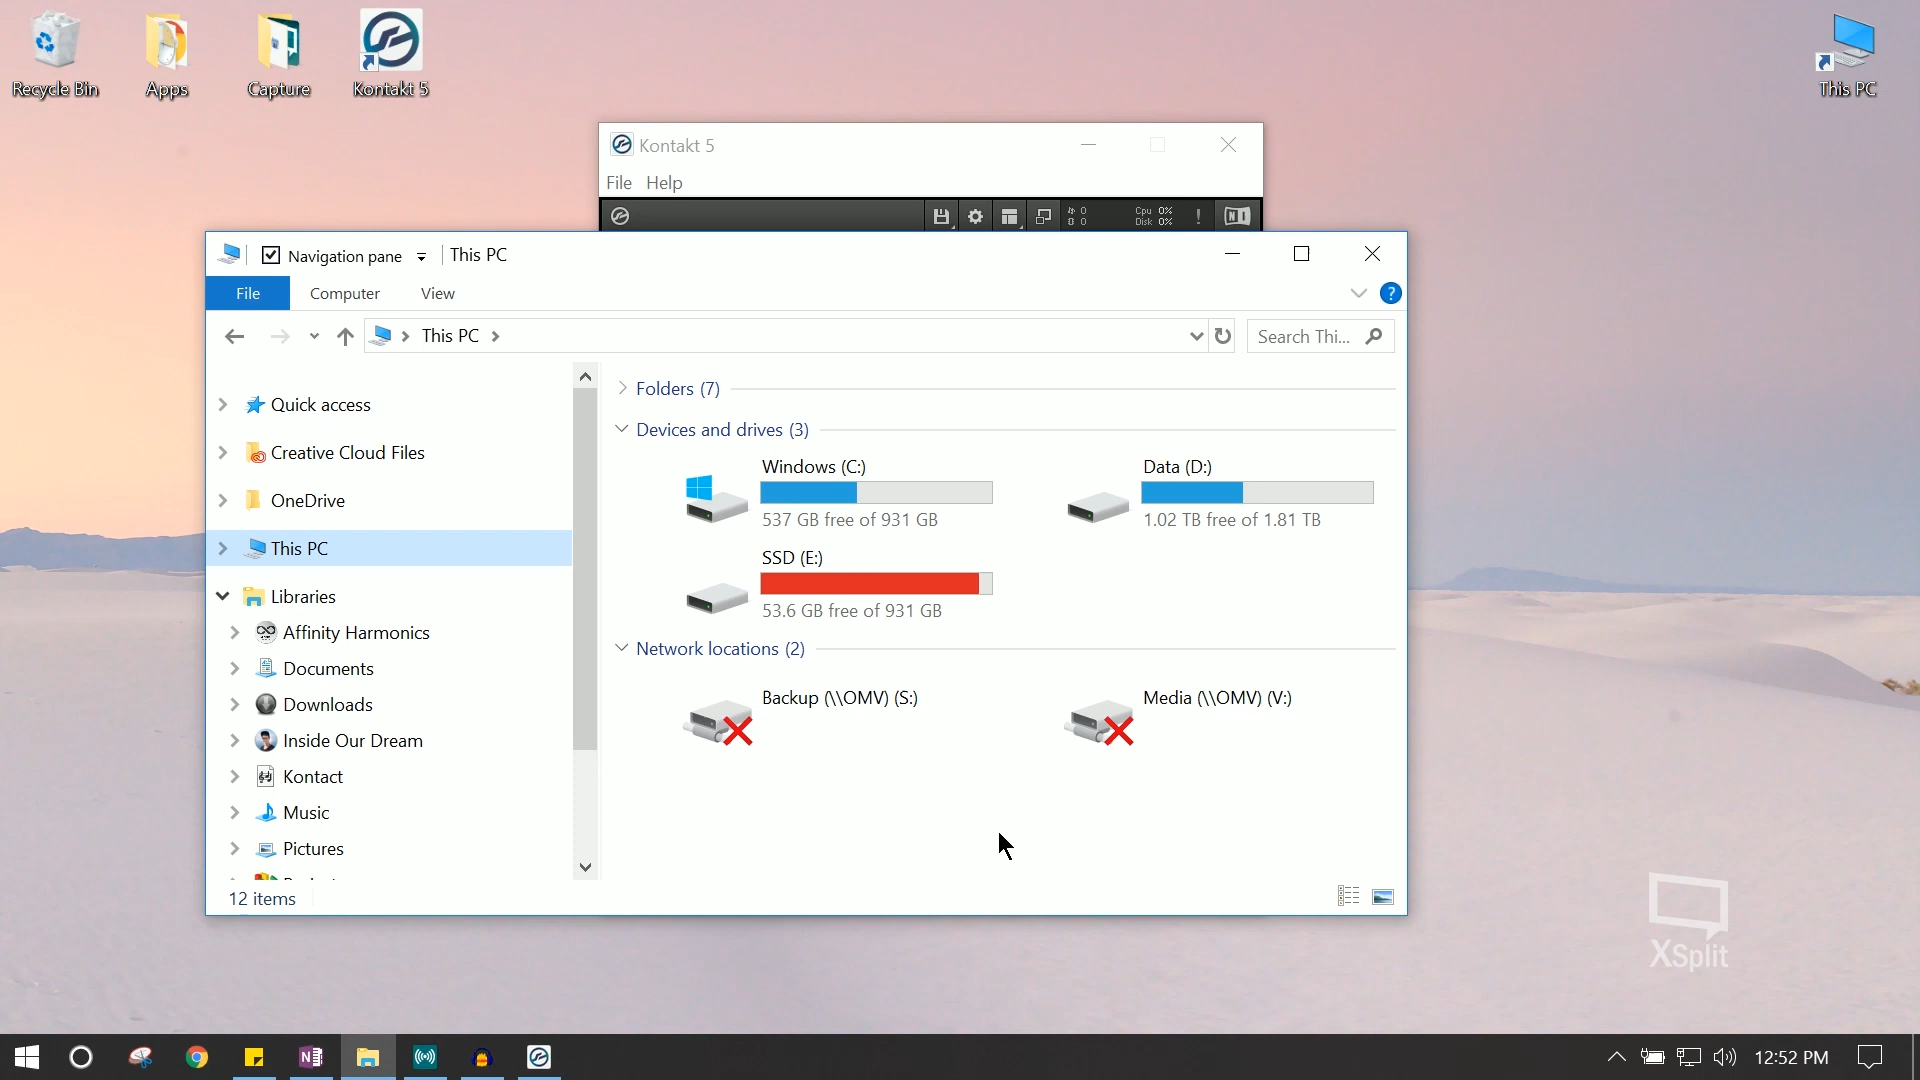 Recycle Bin
Apps
Capture
Kontakt 5
This PC
Kontakt 5
File Help
0
0
Cpu 0%
Disk 0%
!
NI
Navigation pane
This PC
File
Computer
View
?
This PC
Search Thi...
Quick access
Creative Cloud Files
OneDrive
This PC
Libraries
Affinity Harmonics
Documents
Downloads
Inside Our Dream
Kontact
Music
Pictures
Folders (7)
Devices and drives (3)
Windows (C:)
537 GB free of 931 GB
Data (D:)
1.02 TB free of 1.81 TB
SSD (E:)
53.6 GB free of 931 GB
Network locations (2)
Backup (\\OMV) (S:)
Media (\\OMV) (V:)
12 items
XSplit
N
12:52 PM